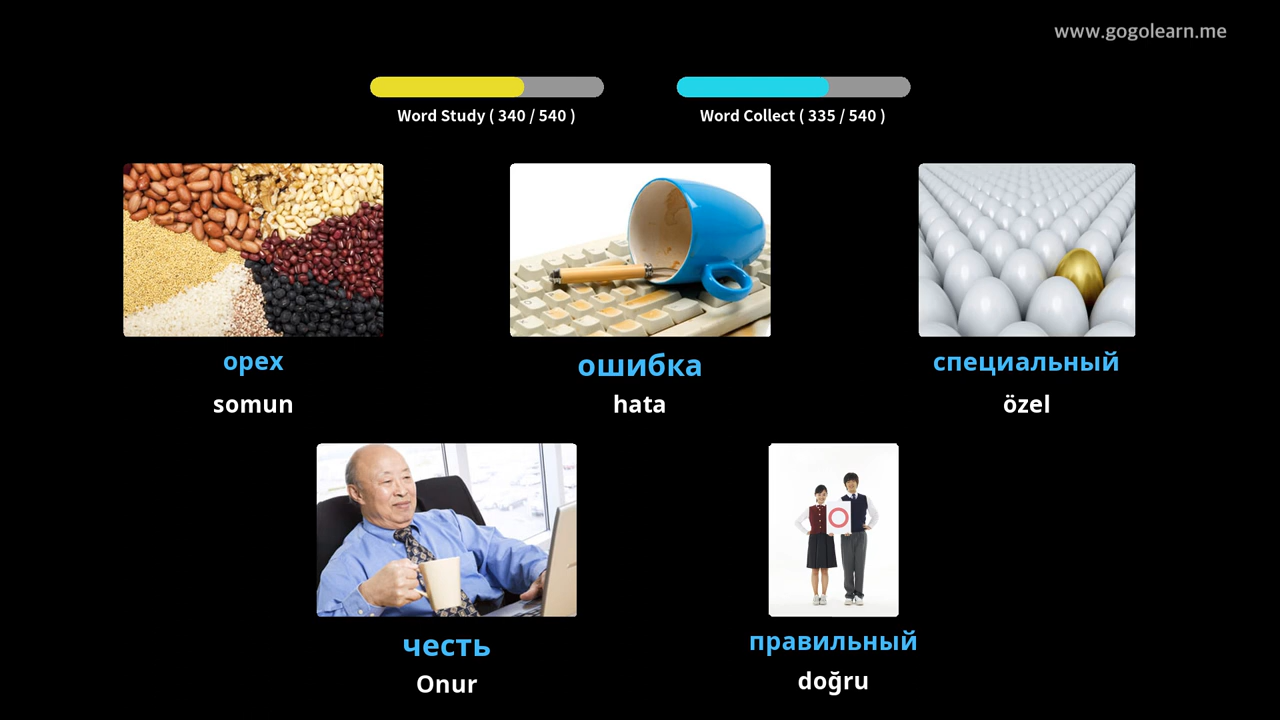 www.gogolearn.me
Word Study ( 340 / 540 )
Word Collect ( 335 / 540 )
орех
somun
ошибка
hata
специальный
özel
честь
Onur
правильный
doğru